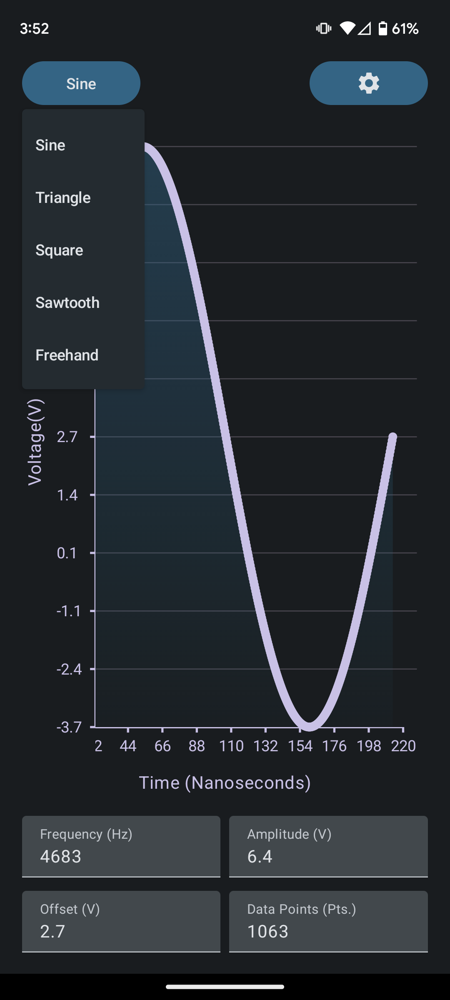 3:52
61%
Sine
Sine
Triangle
Square
Sawtooth
Freehand
Voltage(V)
2.7
1.4
0.1
-1.1
-2.4
-3.7
2 44 66 88 110 132 154 176 198 220
Time (Nanoseconds)
Frequency (Hz)
4683
Amplitude (V)
6.4
Offset (V)
2.7
Data Points (Pts.)
1063